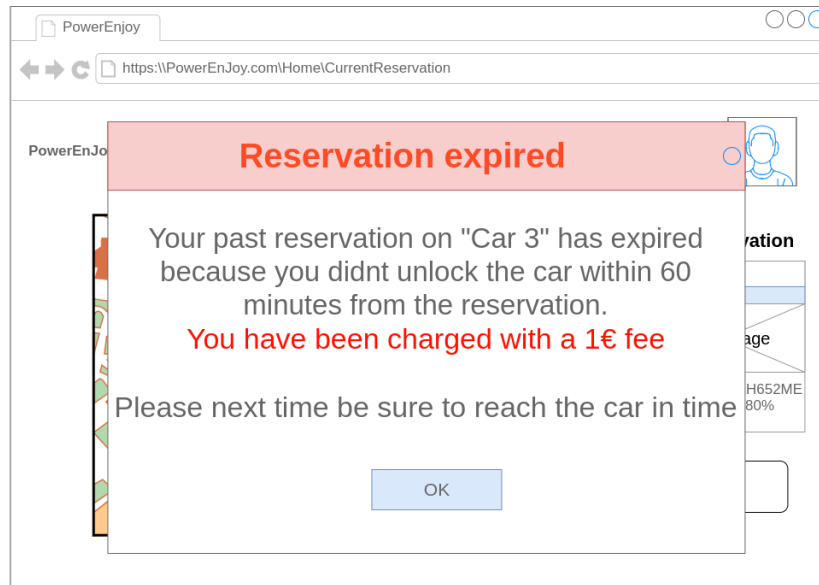 PowerEnjoy
https:\\PowerEnJoy.com\Home\CurrentReservation
PowerEnJo
Reservation expired
Your past reservation on "Car 3" has expired
because you didnt unlock the car within 60
minutes from the reservation.
You have been charged with a 1€ fee
Please next time be sure to reach the car in time
OK
vation
age
H652ME
80%